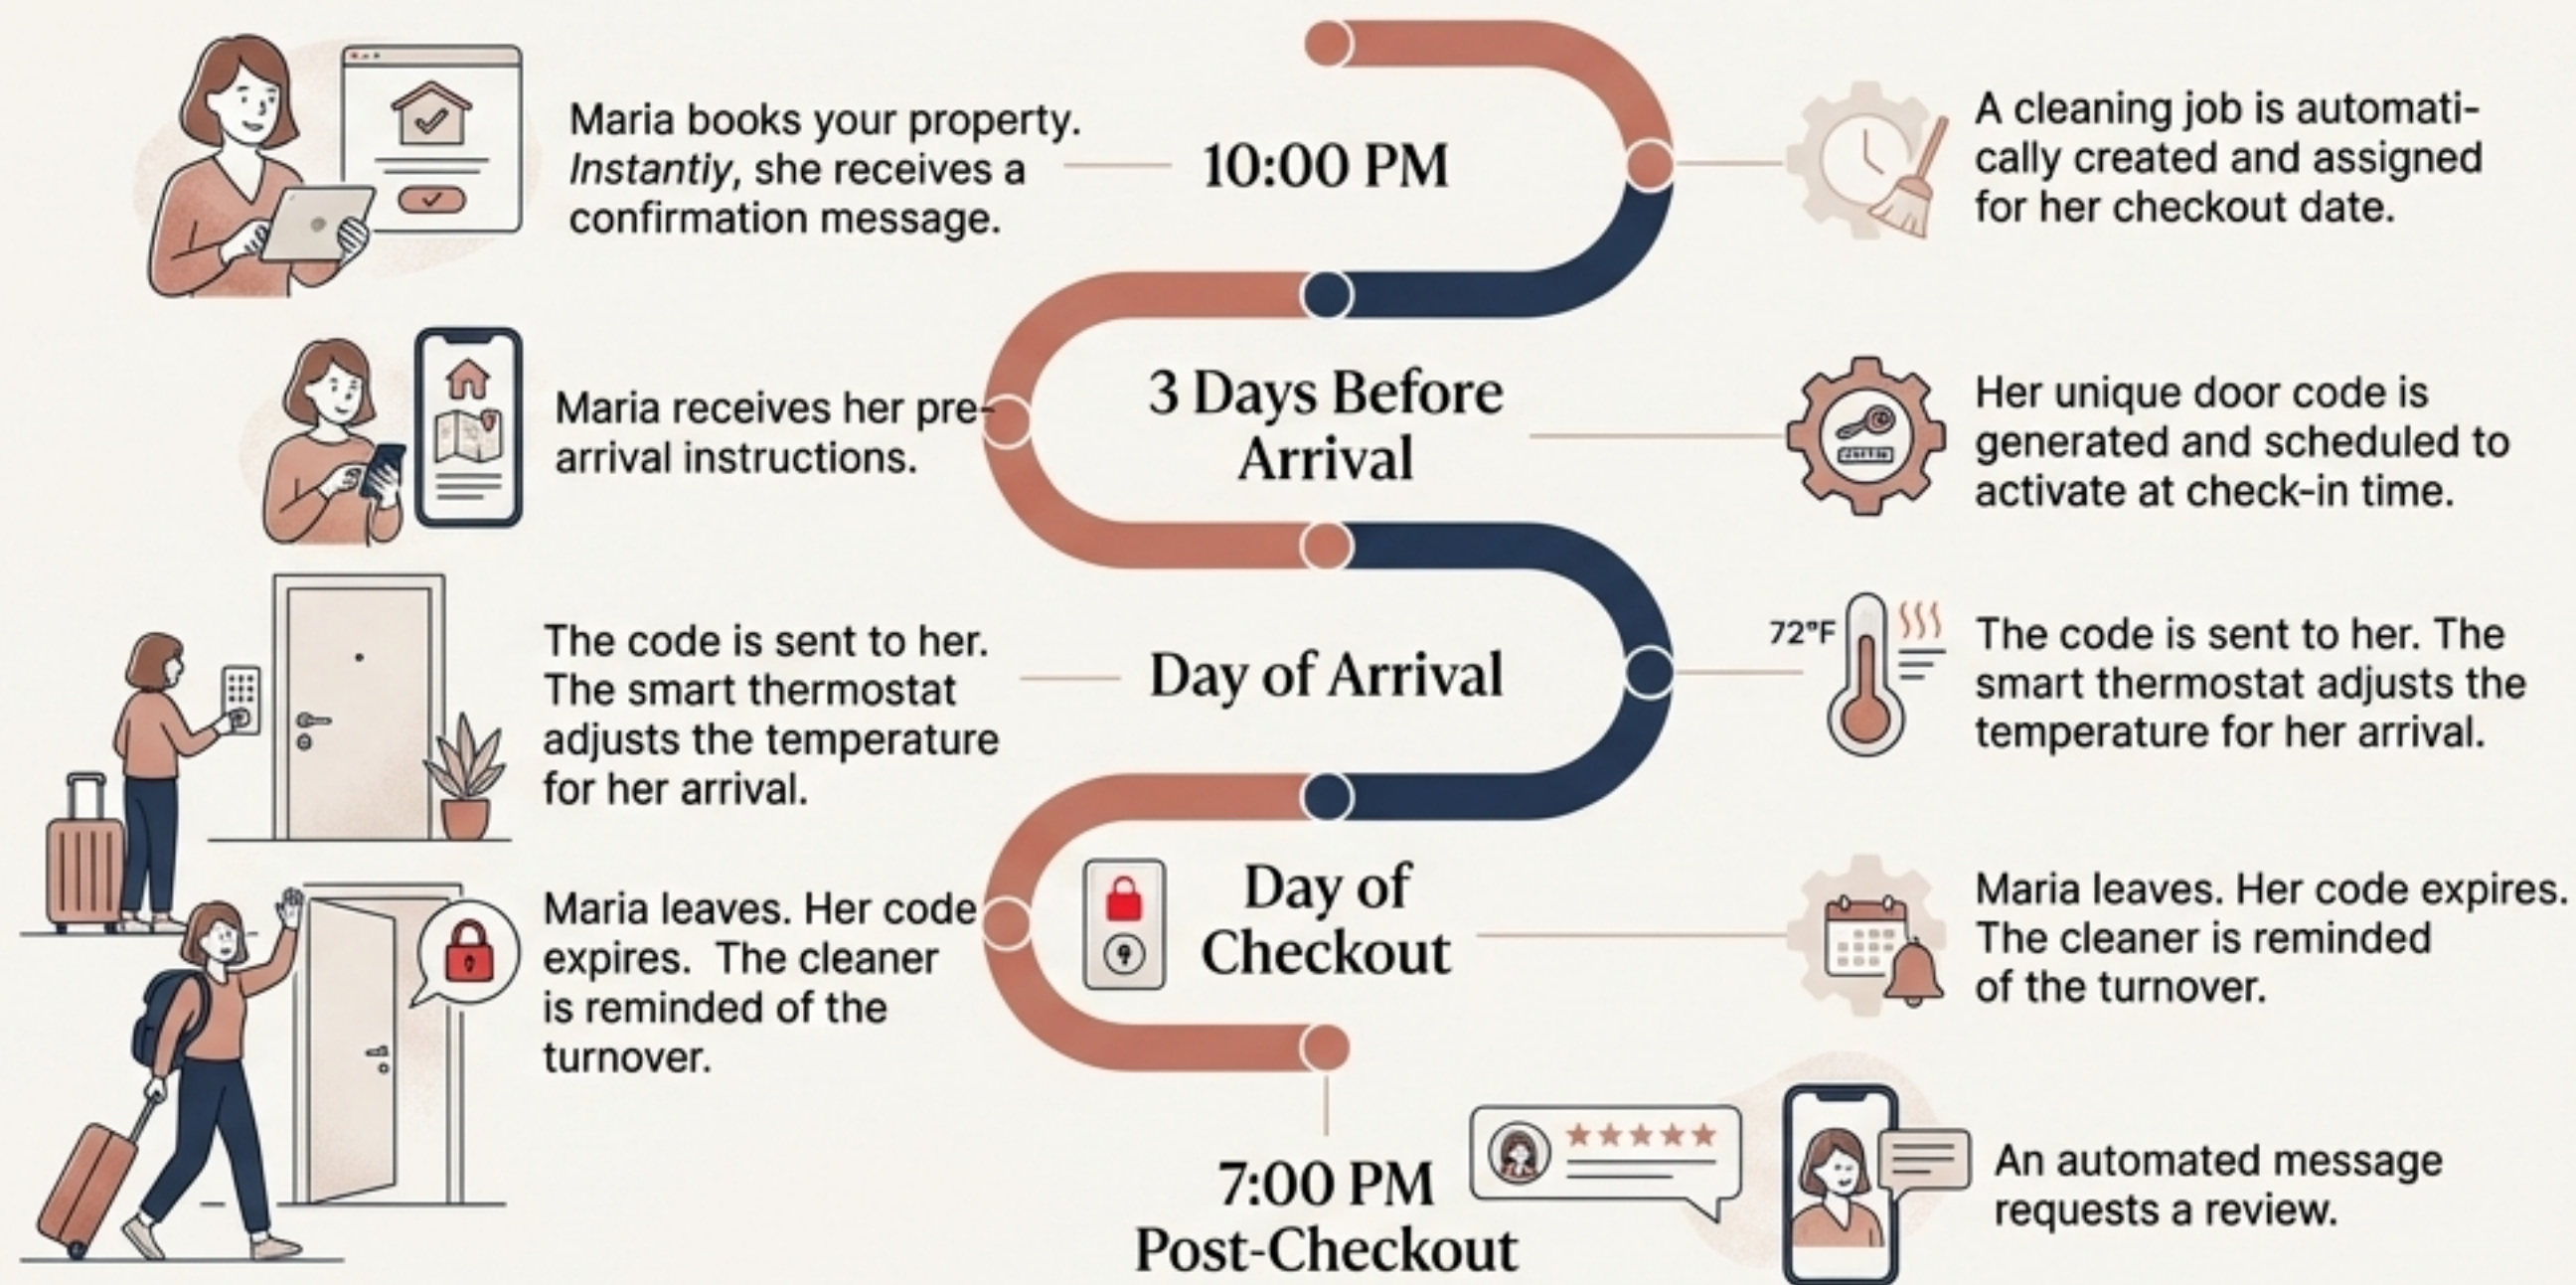 Maria books your property.
Instantly, she receives a
confirmation message.
10:00 PM
A cleaning job is automati-
cally created and assigned
for her checkout date.
Maria receives her pre-
arrival instructions.
3 Days Before
Arrival
Her unique door code is
generated and scheduled to
activate at check-in time.
The code is sent to her.
The smart thermostat
adjusts the temperature
for her arrival.
Day of Arrival
72°F
The code is sent to her. The
smart thermostat adjusts the
temperature for her arrival.
Maria leaves. Her code
expires. The cleaner
is reminded of the
turnover.
Day of
Checkout
Maria leaves. Her code expires.
The cleaner is reminded
of the turnover.
7:00 PM
Post-Checkout
An automated message
requests a review.